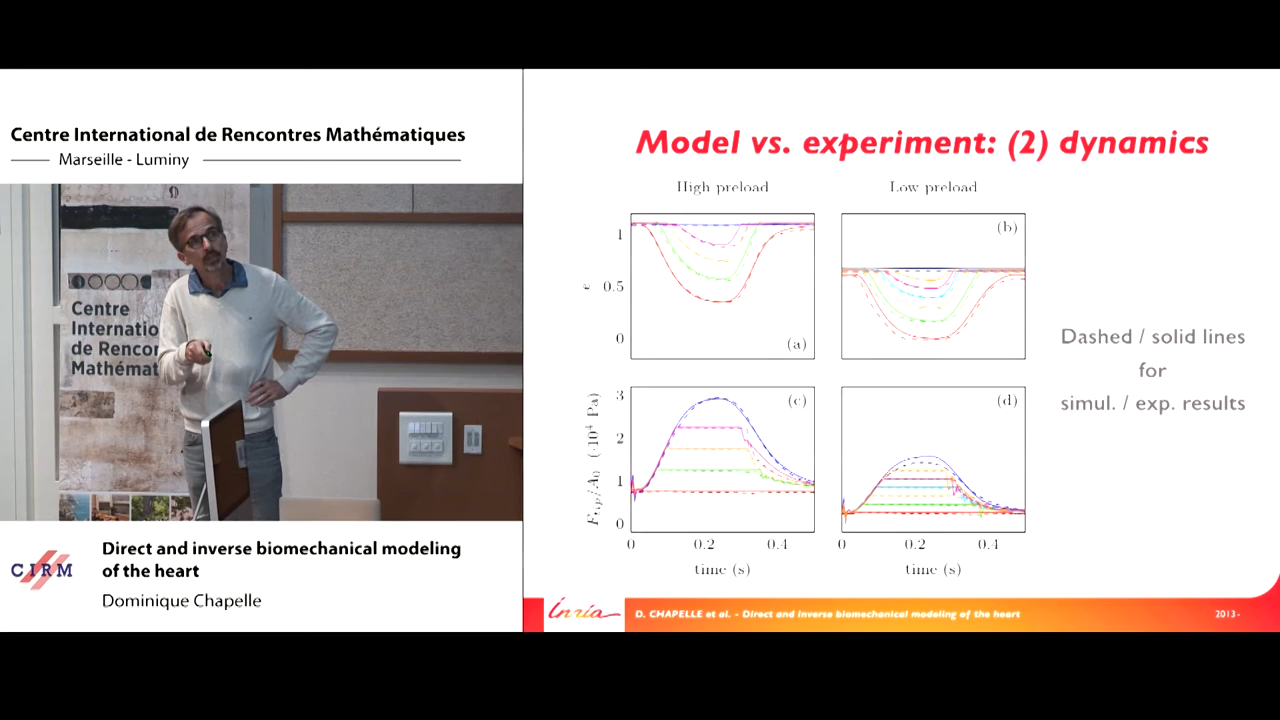 Centre International de Rencontres Mathématiques
Marseille - Luminy
Centre
Internatio
de Rencor
Mathémat
CIRM
Direct and inverse biomechanical modeling
of the heart
Dominique Chapelle
Model vs. experiment: (2) dynamics
High preload
Low preload
1
0.5
0
e
(a)
(b)
3
2
1
0
(c)
(d)
0 0.2 0.4
0 0.2 0.4
time (s)
time (s)
Dashed / solid lines
for
simul. / exp. results
Inria
D. CHAPELLE et al. - Direct and inverse biomechanical modeling of the heart
2013-